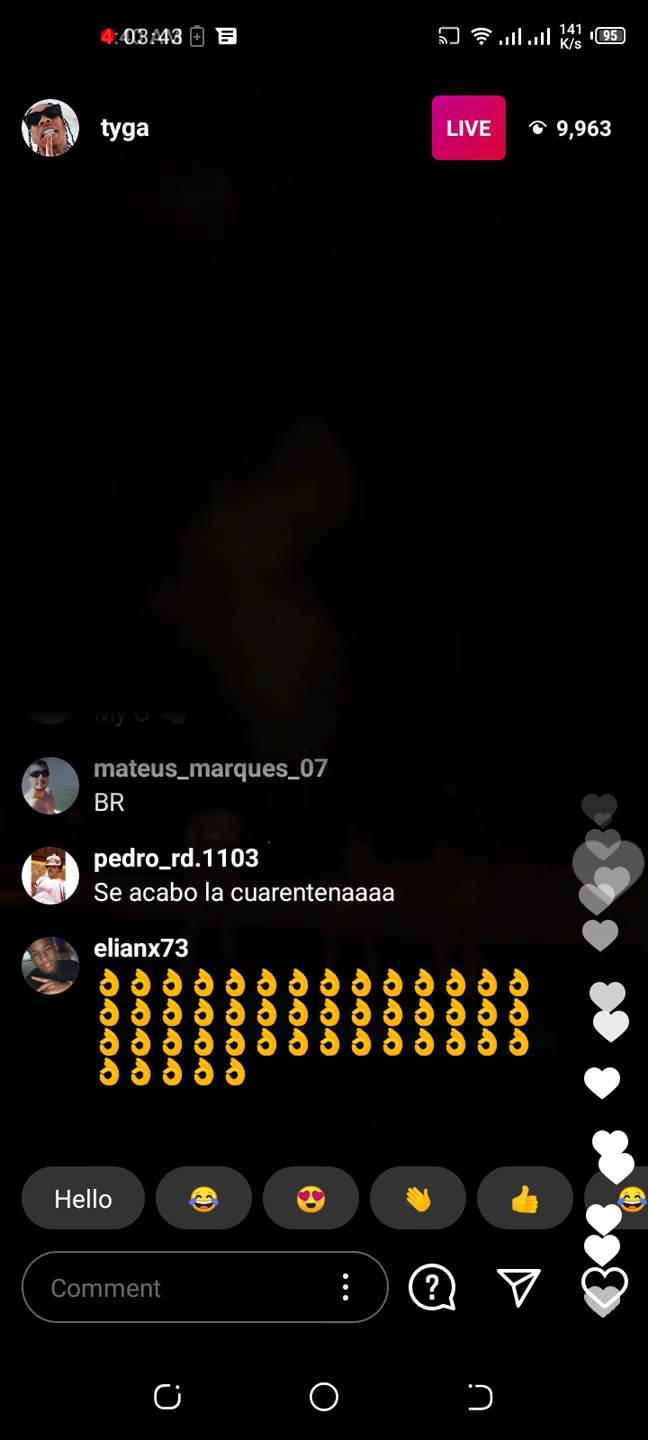 03:43
141
K/s
95
tyga
LIVE
9,963
My G
mateus_marques_07
BR
pedro_rd.1103
Se acabo la cuarentenaaaa
elianx73
👌👌👌👌👌👌👌👌👌👌👌👌👌👌
👌👌👌👌👌👌👌👌👌👌👌👌👌👌
👌👌👌👌👌👌👌👌👌👌👌👌👌👌
👌👌👌👌👌
Hello 😂 😍 👋 👍 😂
Comment